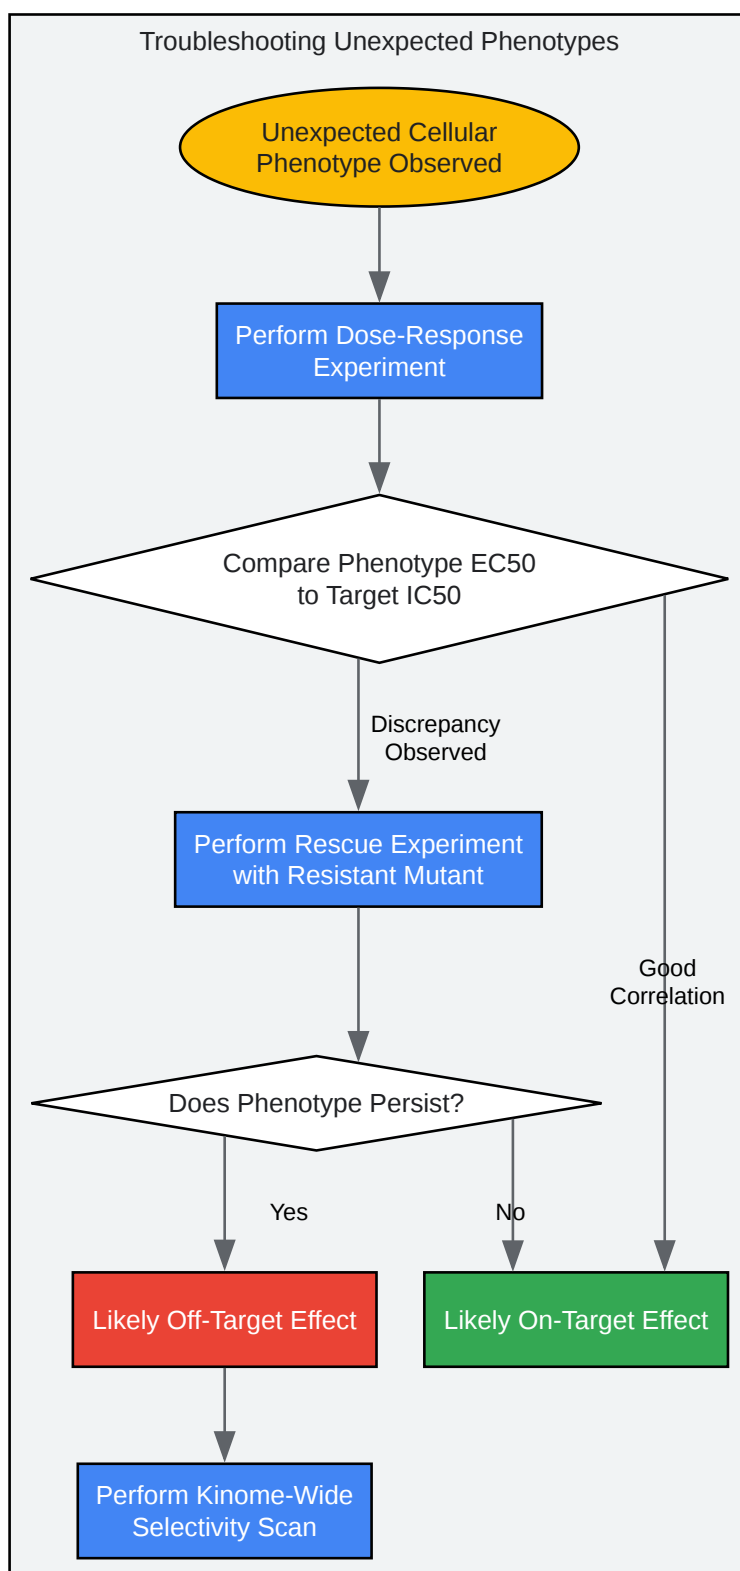 Troubleshooting Unexpected Phenotypes
Unexpected Cellular
Phenotype Observed
Perform Dose-Response
Experiment
Compare Phenotype EC50
to Target IC50
Discrepancy
Observed
Perform Rescue Experiment
with Resistant Mutant
Good
Correlation
Does Phenotype Persist?
Yes
No
Likely Off-Target Effect
Likely On-Target Effect
Perform Kinome-Wide
Selectivity Scan